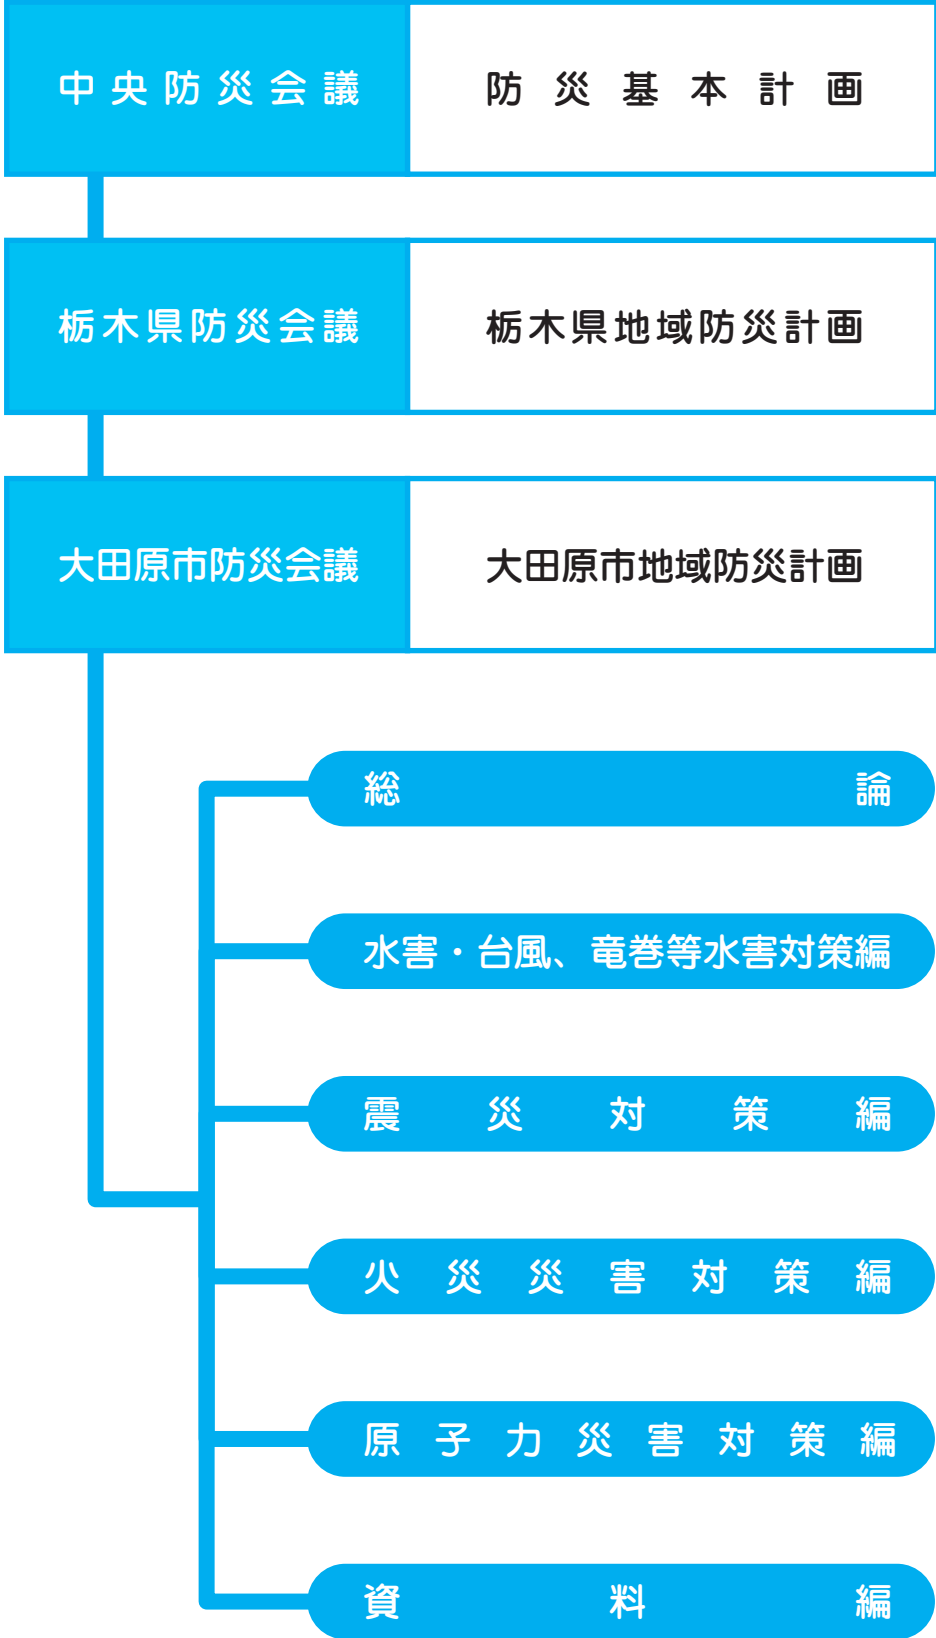 中央防災会議 防災基本計画
栃木県防災会議 栃木県地域防災計画
大田原市防災会議 大田原市地域防災計画
総論
水害・台風、竜巻等水害対策編
震災対策編
火災災害対策編
原子力災害対策編
資料編